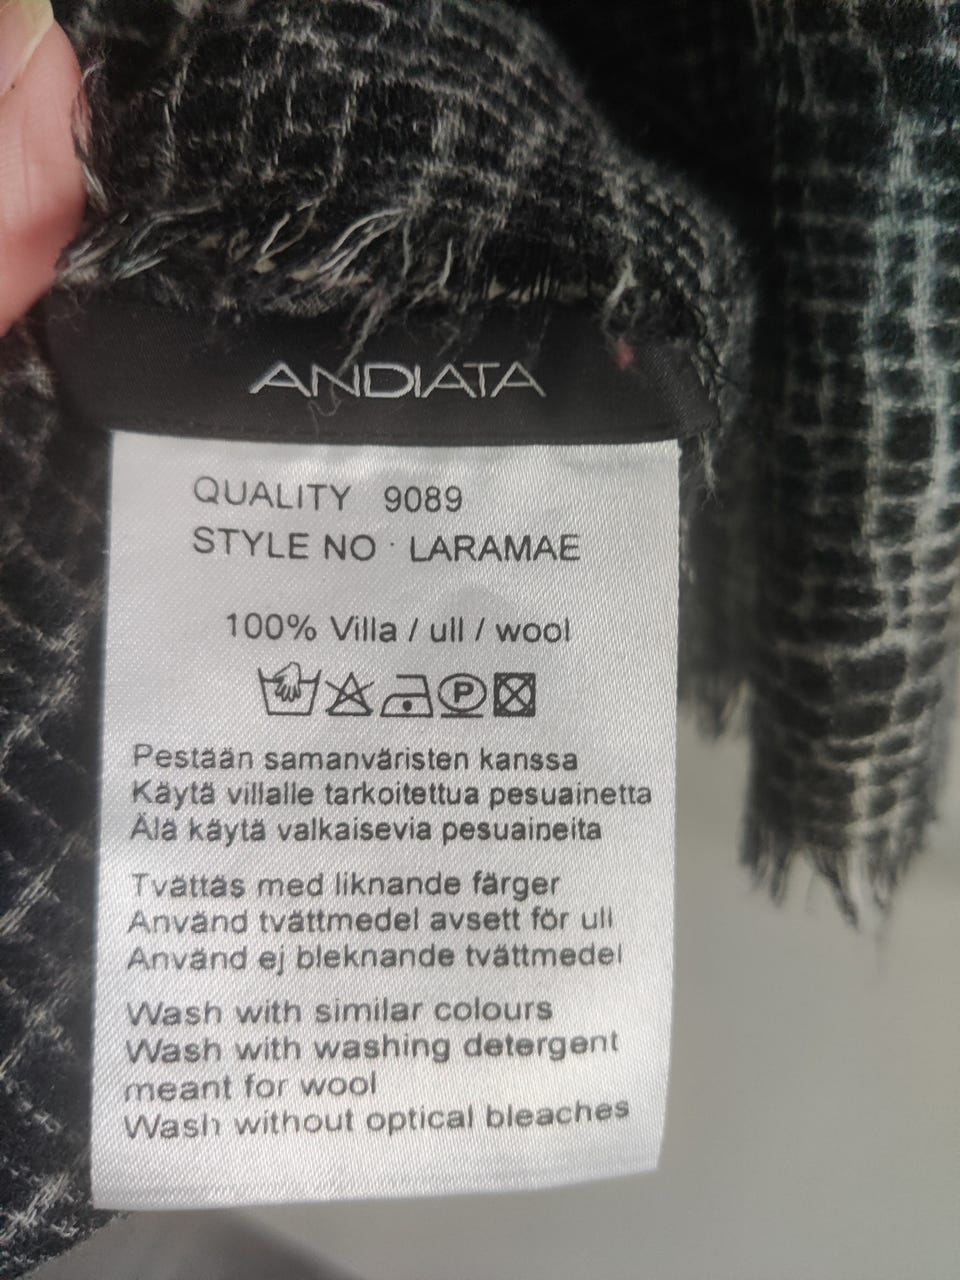 ANDIATA
QUALITY 9089
STYLE NO · LARAMAE
100% Villa / ull / wool
P
Pestään samanväristen kanssa
Käytä villalle tarkoitettua pesuainetta
Älä käytä valkaisevia pesuaineita
Tvättäs med liknande färger
Använd tvättmedel avsett för ull
Använd ej bleknande tvättmedel
Wash with similar colours
Wash with washing detergent
meant for wool
Wash without optical bleaches